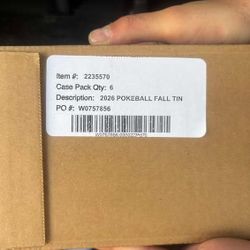 Item #: 2235570
Case Pack Qty: 6
Description: 2026 POKEBALL FALL TIN
PO #: W0757856